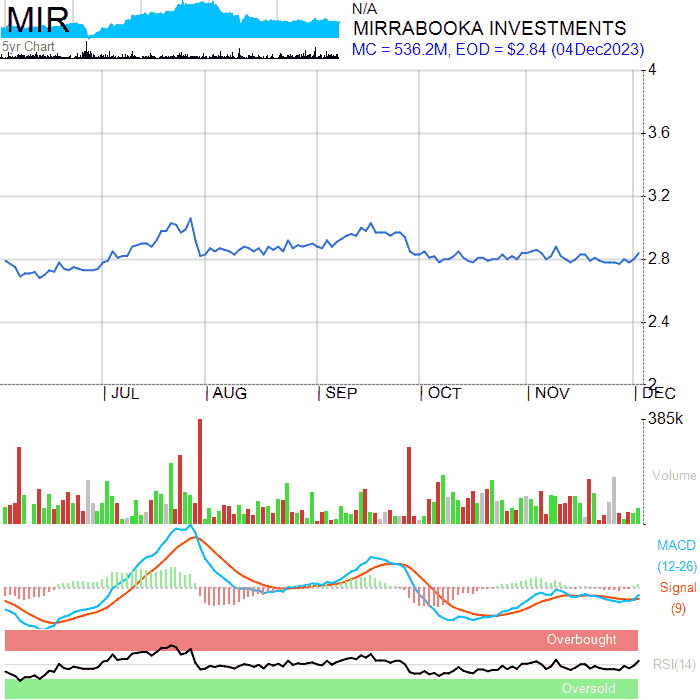 MIR
5yr Chart
N/A
MIRRABOOKA INVESTMENTS
MC = 536.2M, EOD = $2.84 (04Dec2023)
4
3.6
3.2
2.8
2.4
2
JUL AUG SEP OCT NOV DEC
385k
Volume
MACD
(12-26)
Signal
(9)
Overbought
RSI(14)
Oversold